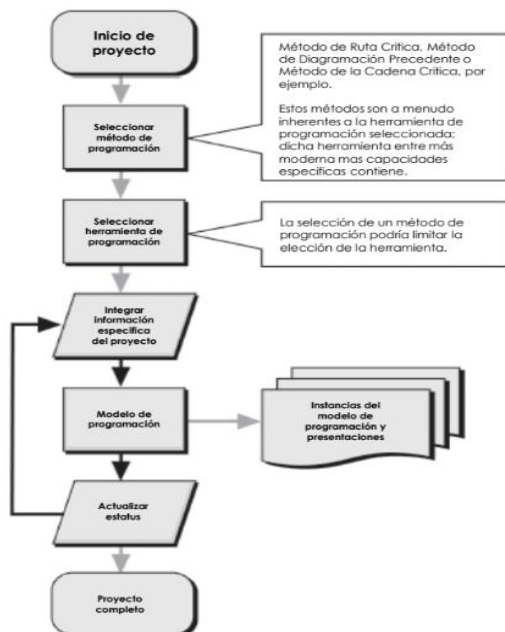 Inicio de
proyecto
Método de Ruta Critica, Método
de Diagramación Precedente o
Método de la Cadena Critica, por
ejemplo.
Estos métodos son a menudo
inherentes a la herramienta de
programación seleccionada;
dicha herramienta entre más
moderna mas capacidades
especificas contiene.
Seleccionar
método de
programación
Seleccionar
herramienta de
programación
La selección de un método de
programación podría limitar la
elección de la herramienta.
Integrar
información
especifica
del proyecto
Modelo de
programación
Instancias del
modelo de
programación y
presentaciones
Actualizar
estatus
Proyecto
completo